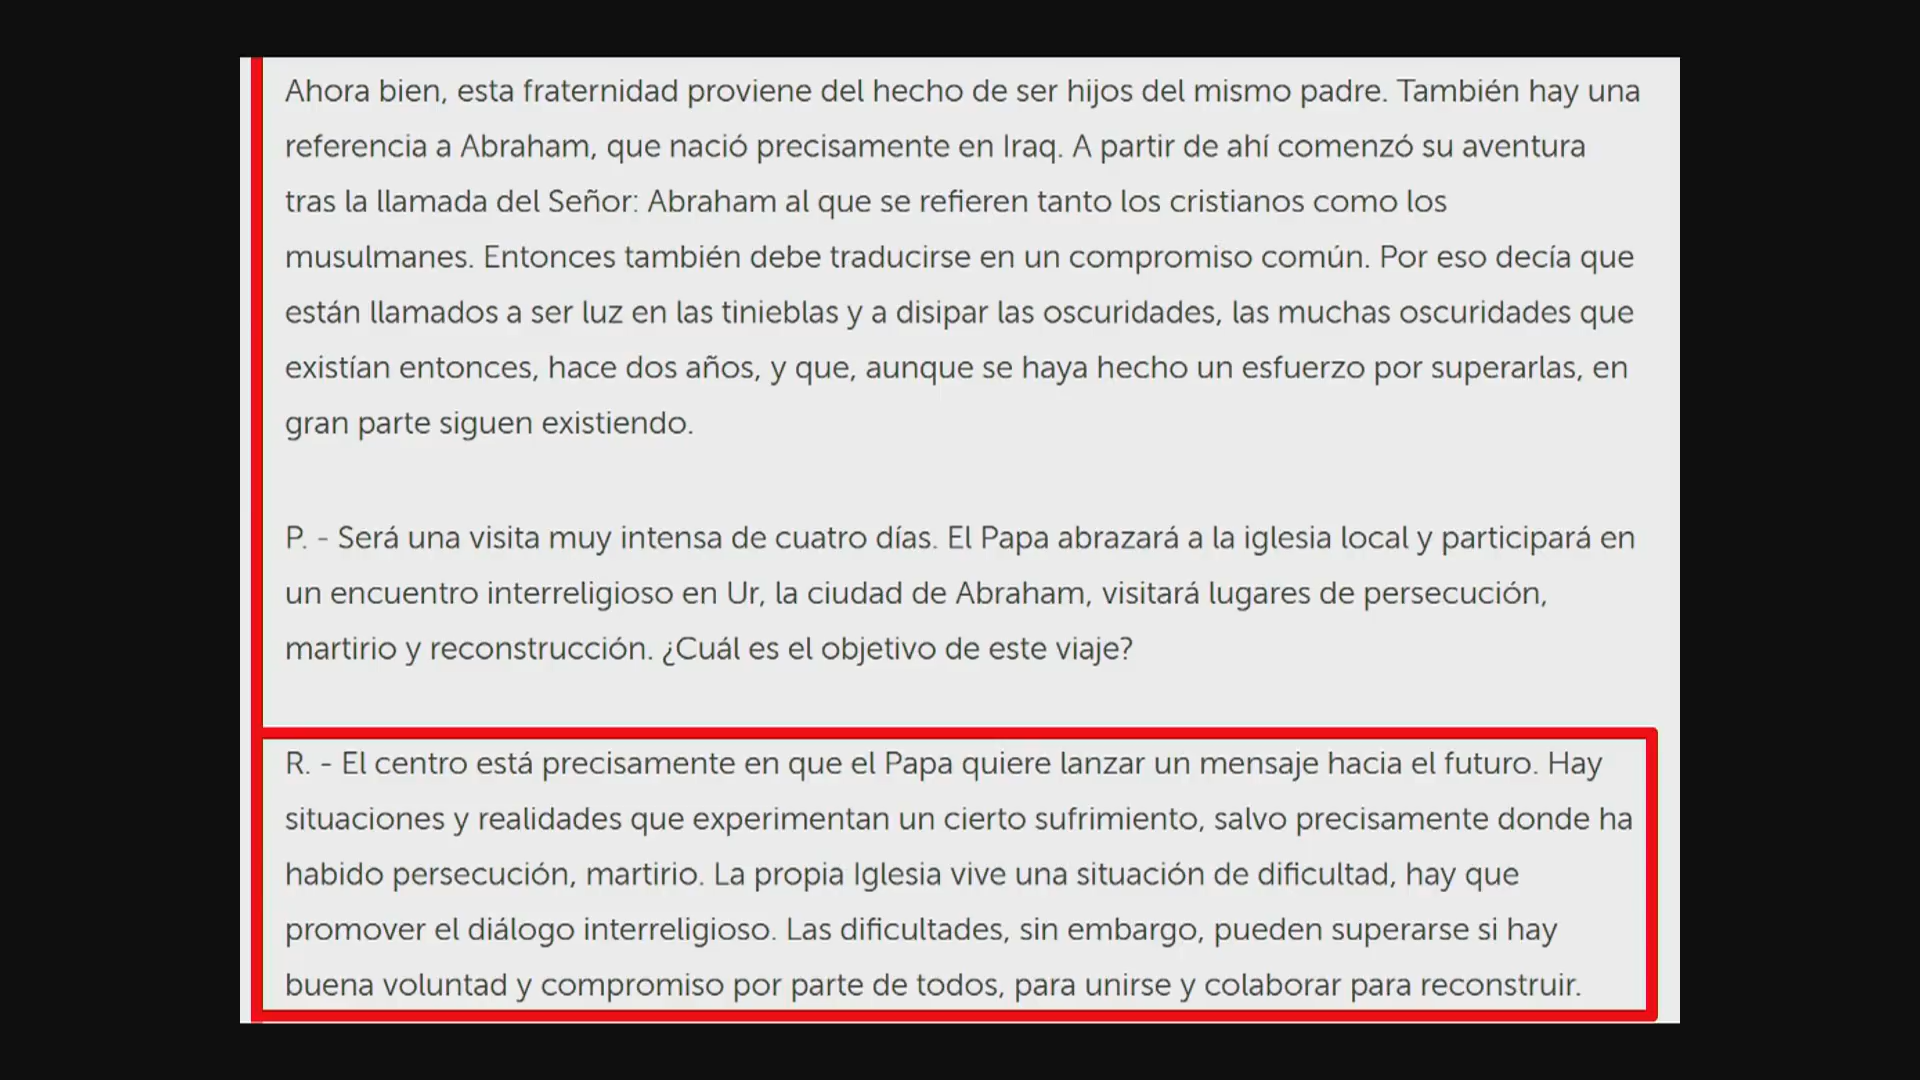 Ahora bien, esta fraternidad proviene del hecho de ser hijos del mismo padre. También hay una
referencia a Abraham, que nació precisamente en Iraq. A partir de ahí comenzó su aventura
tras la llamada del Señor: Abraham al que se refieren tanto los cristianos como los
musulmanes. Entonces también debe traducirse en un compromiso común. Por eso decía que
están llamados a ser luz en las tinieblas y a disipar las oscuridades, las muchas oscuridades que
existían entonces, hace dos años, y que, aunque se haya hecho un esfuerzo por superarlas, en
gran parte siguen existiendo.
P. - Será una visita muy intensa de cuatro días. El Papa abrazará a la iglesia local y participará en
un encuentro interreligioso en Ur, la ciudad de Abraham, visitará lugares de persecución,
martirio y reconstrucción. ¿Cuál es el objetivo de este viaje?
R. - El centro está precisamente en que el Papa quiere lanzar un mensaje hacia el futuro. Hay
situaciones y realidades que experimentan un cierto sufrimiento, salvo precisamente donde ha
habido persecución, martirio. La propia Iglesia vive una situación de dificultad, hay que
promover el diálogo interreligioso. Las dificultades, sin embargo, pueden superarse si hay
buena voluntad y compromiso por parte de todos, para unirse y colaborar para reconstruir.